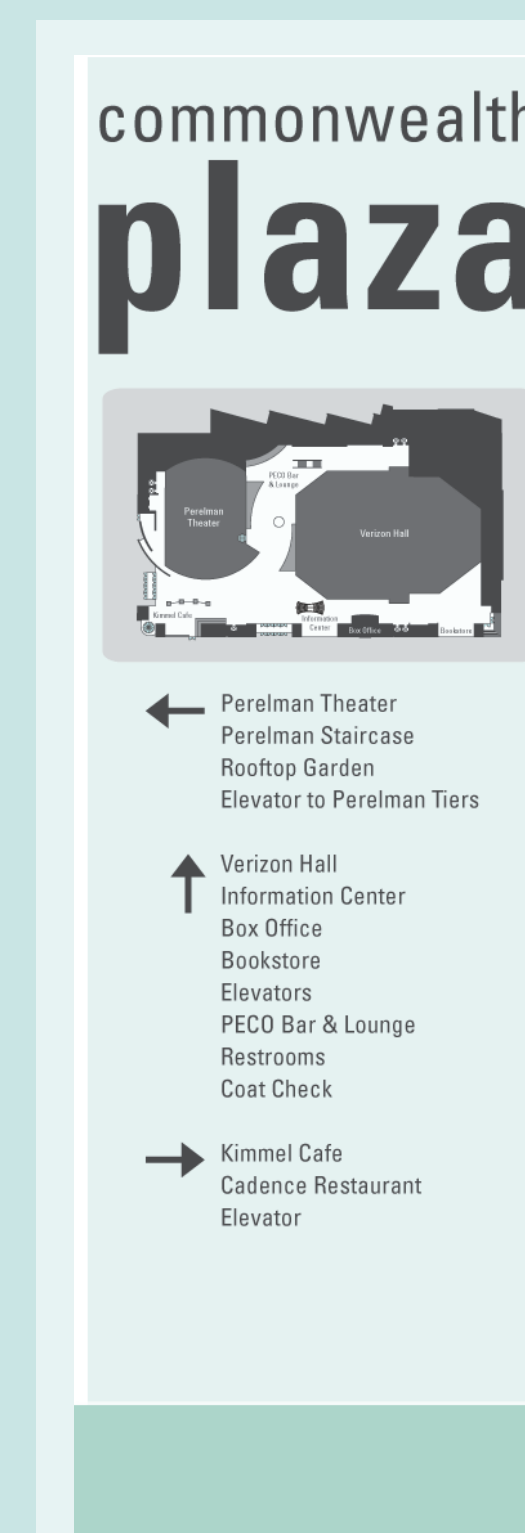 commonwealth
plaza
PECO Bar
& Lounge
Perelman
Theater
Verizon Hall
Kimmel Cafe
Information
Center
Box Office
Bookstore
Perelman Theater
Perelman Staircase
Rooftop Garden
Elevator to Perelman Tiers
Verizon Hall
Information Center
Box Office
Bookstore
Elevators
PECO Bar & Lounge
Restrooms
Coat Check
Kimmel Cafe
Cadence Restaurant
Elevator